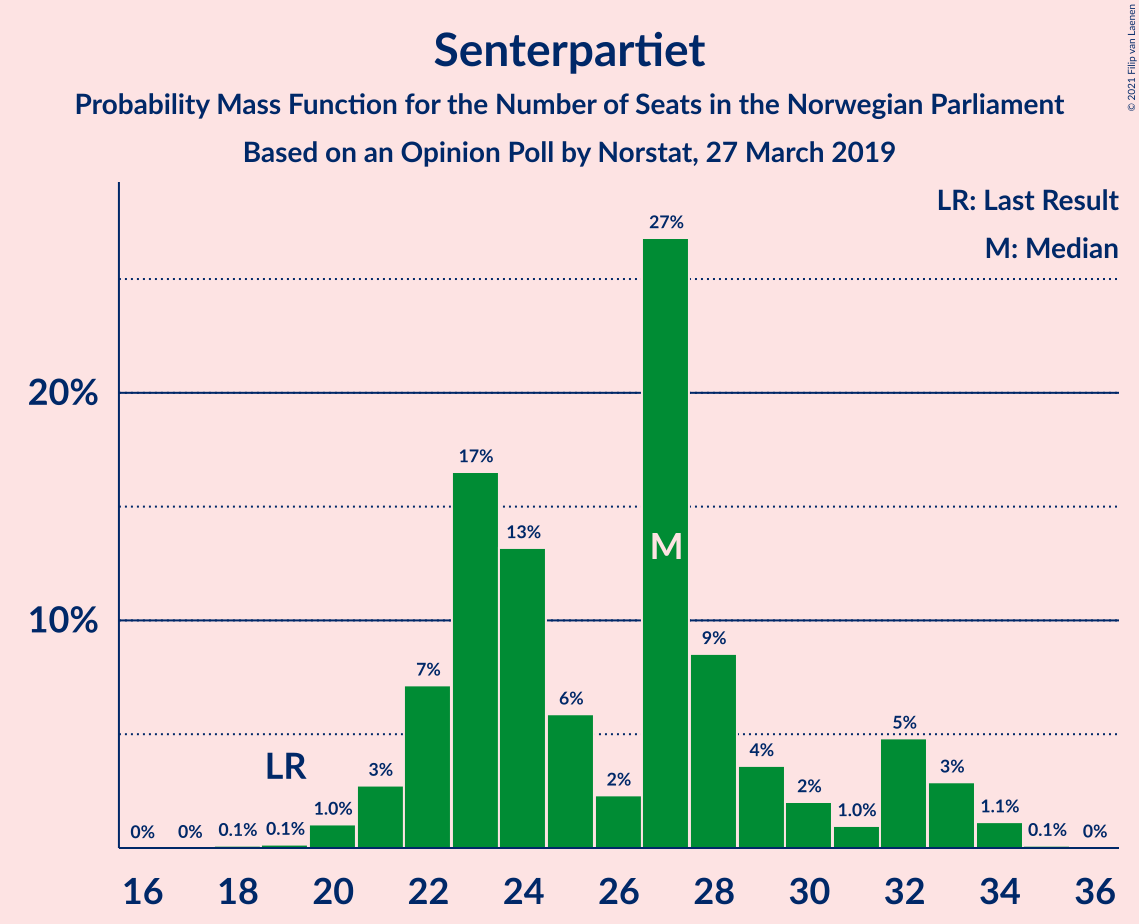 Senterpartiet
Probability Mass Function for the Number of Seats in the Norwegian Parliament
Based on an Opinion Poll by Norstat, 27 March 2019
© 2021 Filip van Laenen
LR: Last Result
M: Median
27%
20%
17%
13%
M
10%
9%
7%
6%
5%
LR
3%
2%
4%
2%
3%
0%
0%
0.1%
0.1%
1.0%
1.0%
1.1%
0.1%
0%
16 18 20 22 24 26 28 30 32 34 36